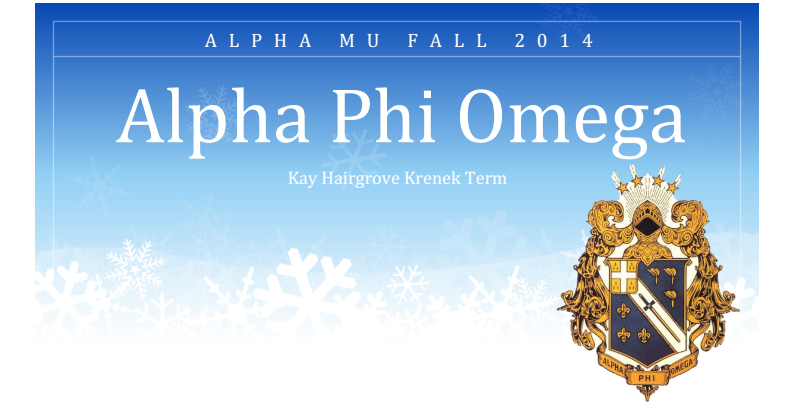 ALPHA MU FALL 2014
Alpha Phi Omega
Kay Hairgrove Krenek Term
ALPHA PHI OMEGA